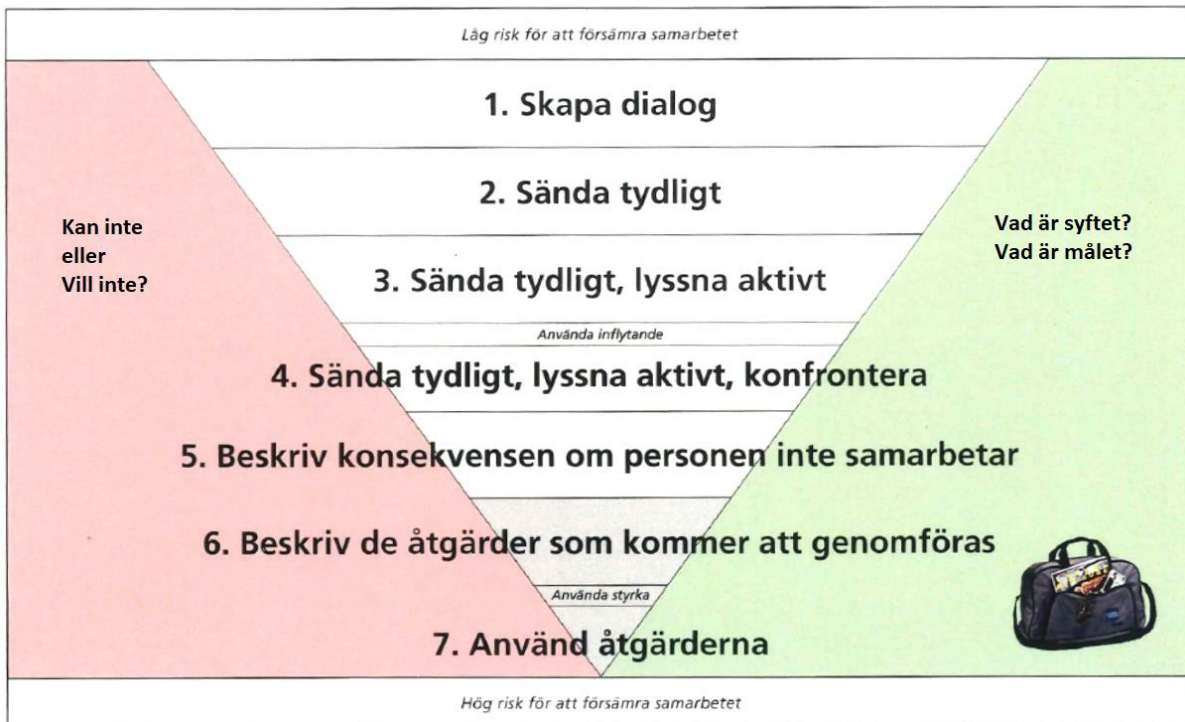 Låg risk för att försämra samarbetet
1. Skapa dialog
2. Sända tydligt
Kan inte
eller
Vill inte?
Vad är syftet?
Vad är målet?
3. Sända tydligt, lyssna aktivt
Använda inflytande
4. Sända tydligt, lyssna aktivt, konfrontera
5. Beskriv konsekvensen om personen inte samarbetar
6. Beskriv de åtgärder som kommer att genomföras
Använda styrka
7. Använd åtgärderna
Hög risk för att försämra samarbetet